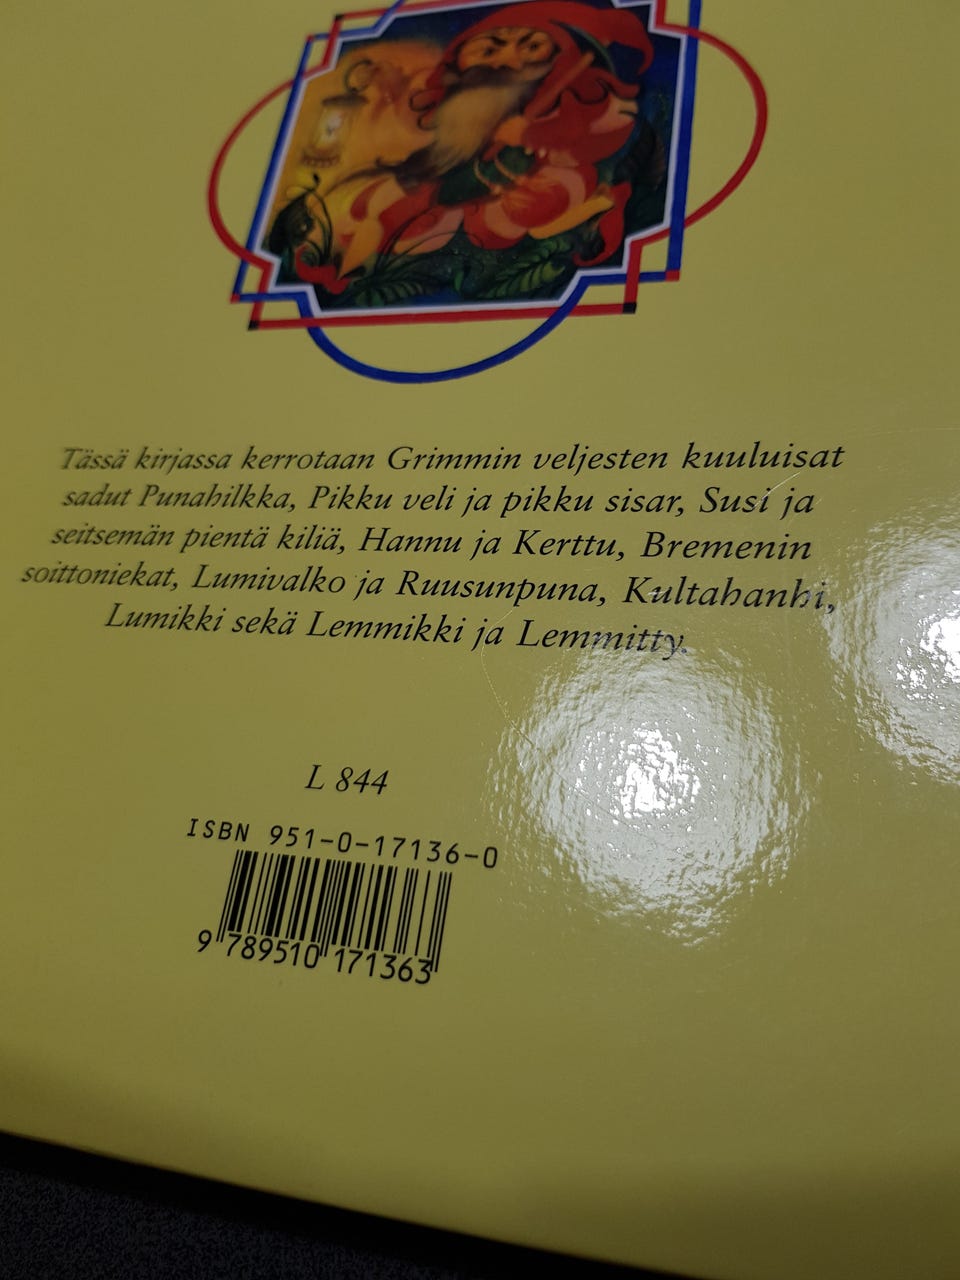 Tässä kirjassa kerrotaan Grimmin veljesten kuuluisat
sadut Punahilkka, Pikku veli ja pikku sisar, Susi ja
seitsemän pientä kiliä, Hannu ja Kerttu, Bremenin
soittoniekat, Lumivalko ja Ruusunpuna, Kultahanhi,
Lumikki sekä Lemmikki ja Lemmitty.
L 844
ISBN 951-0-17136-0
9 789510 171363